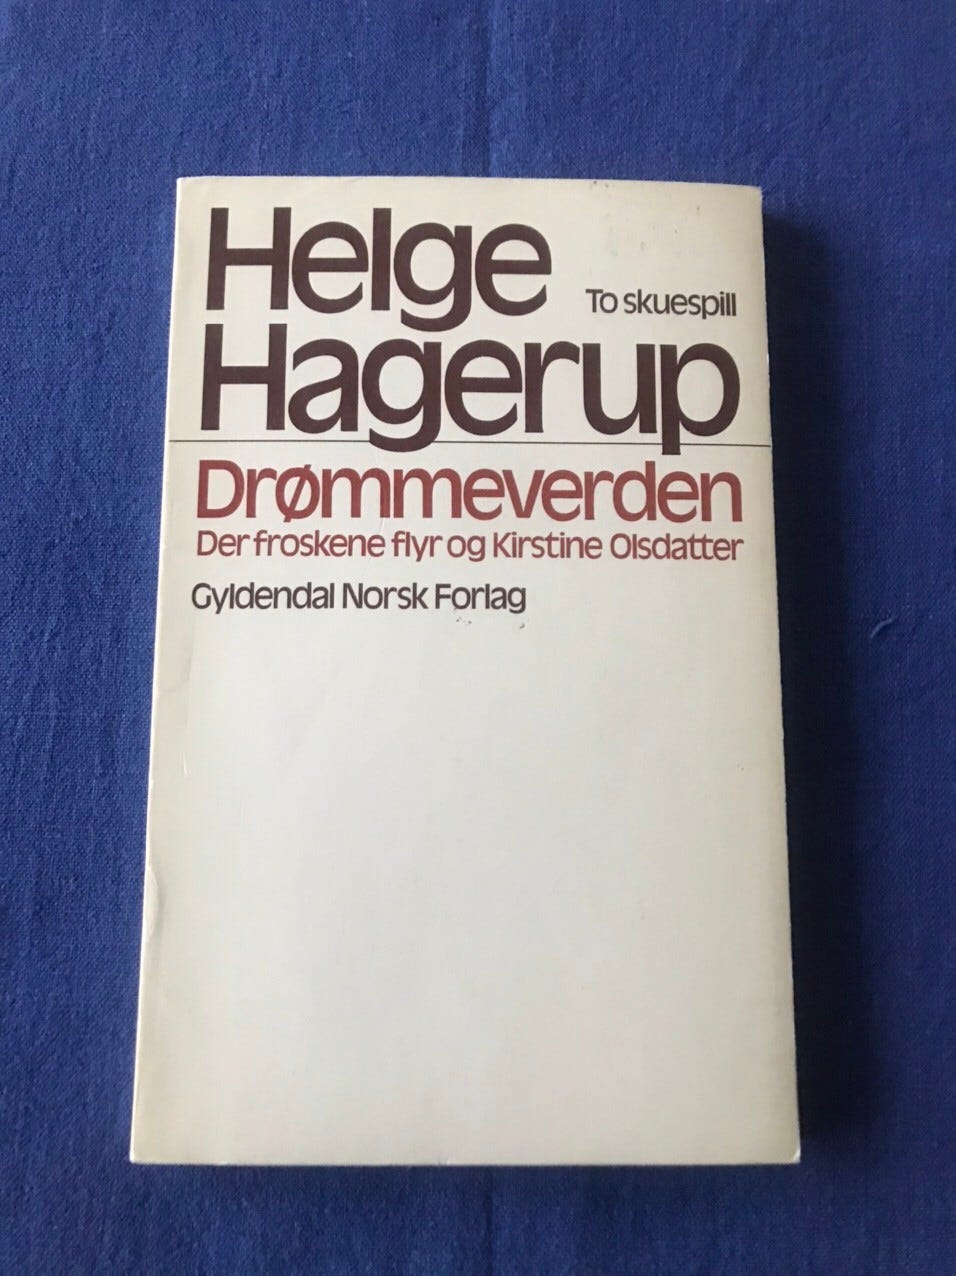 Helge
To skuespill
Hagerup
Drømmeverden
Der froskene flyr og Kirstine Olsdatter
Gyldendal Norsk Forlag